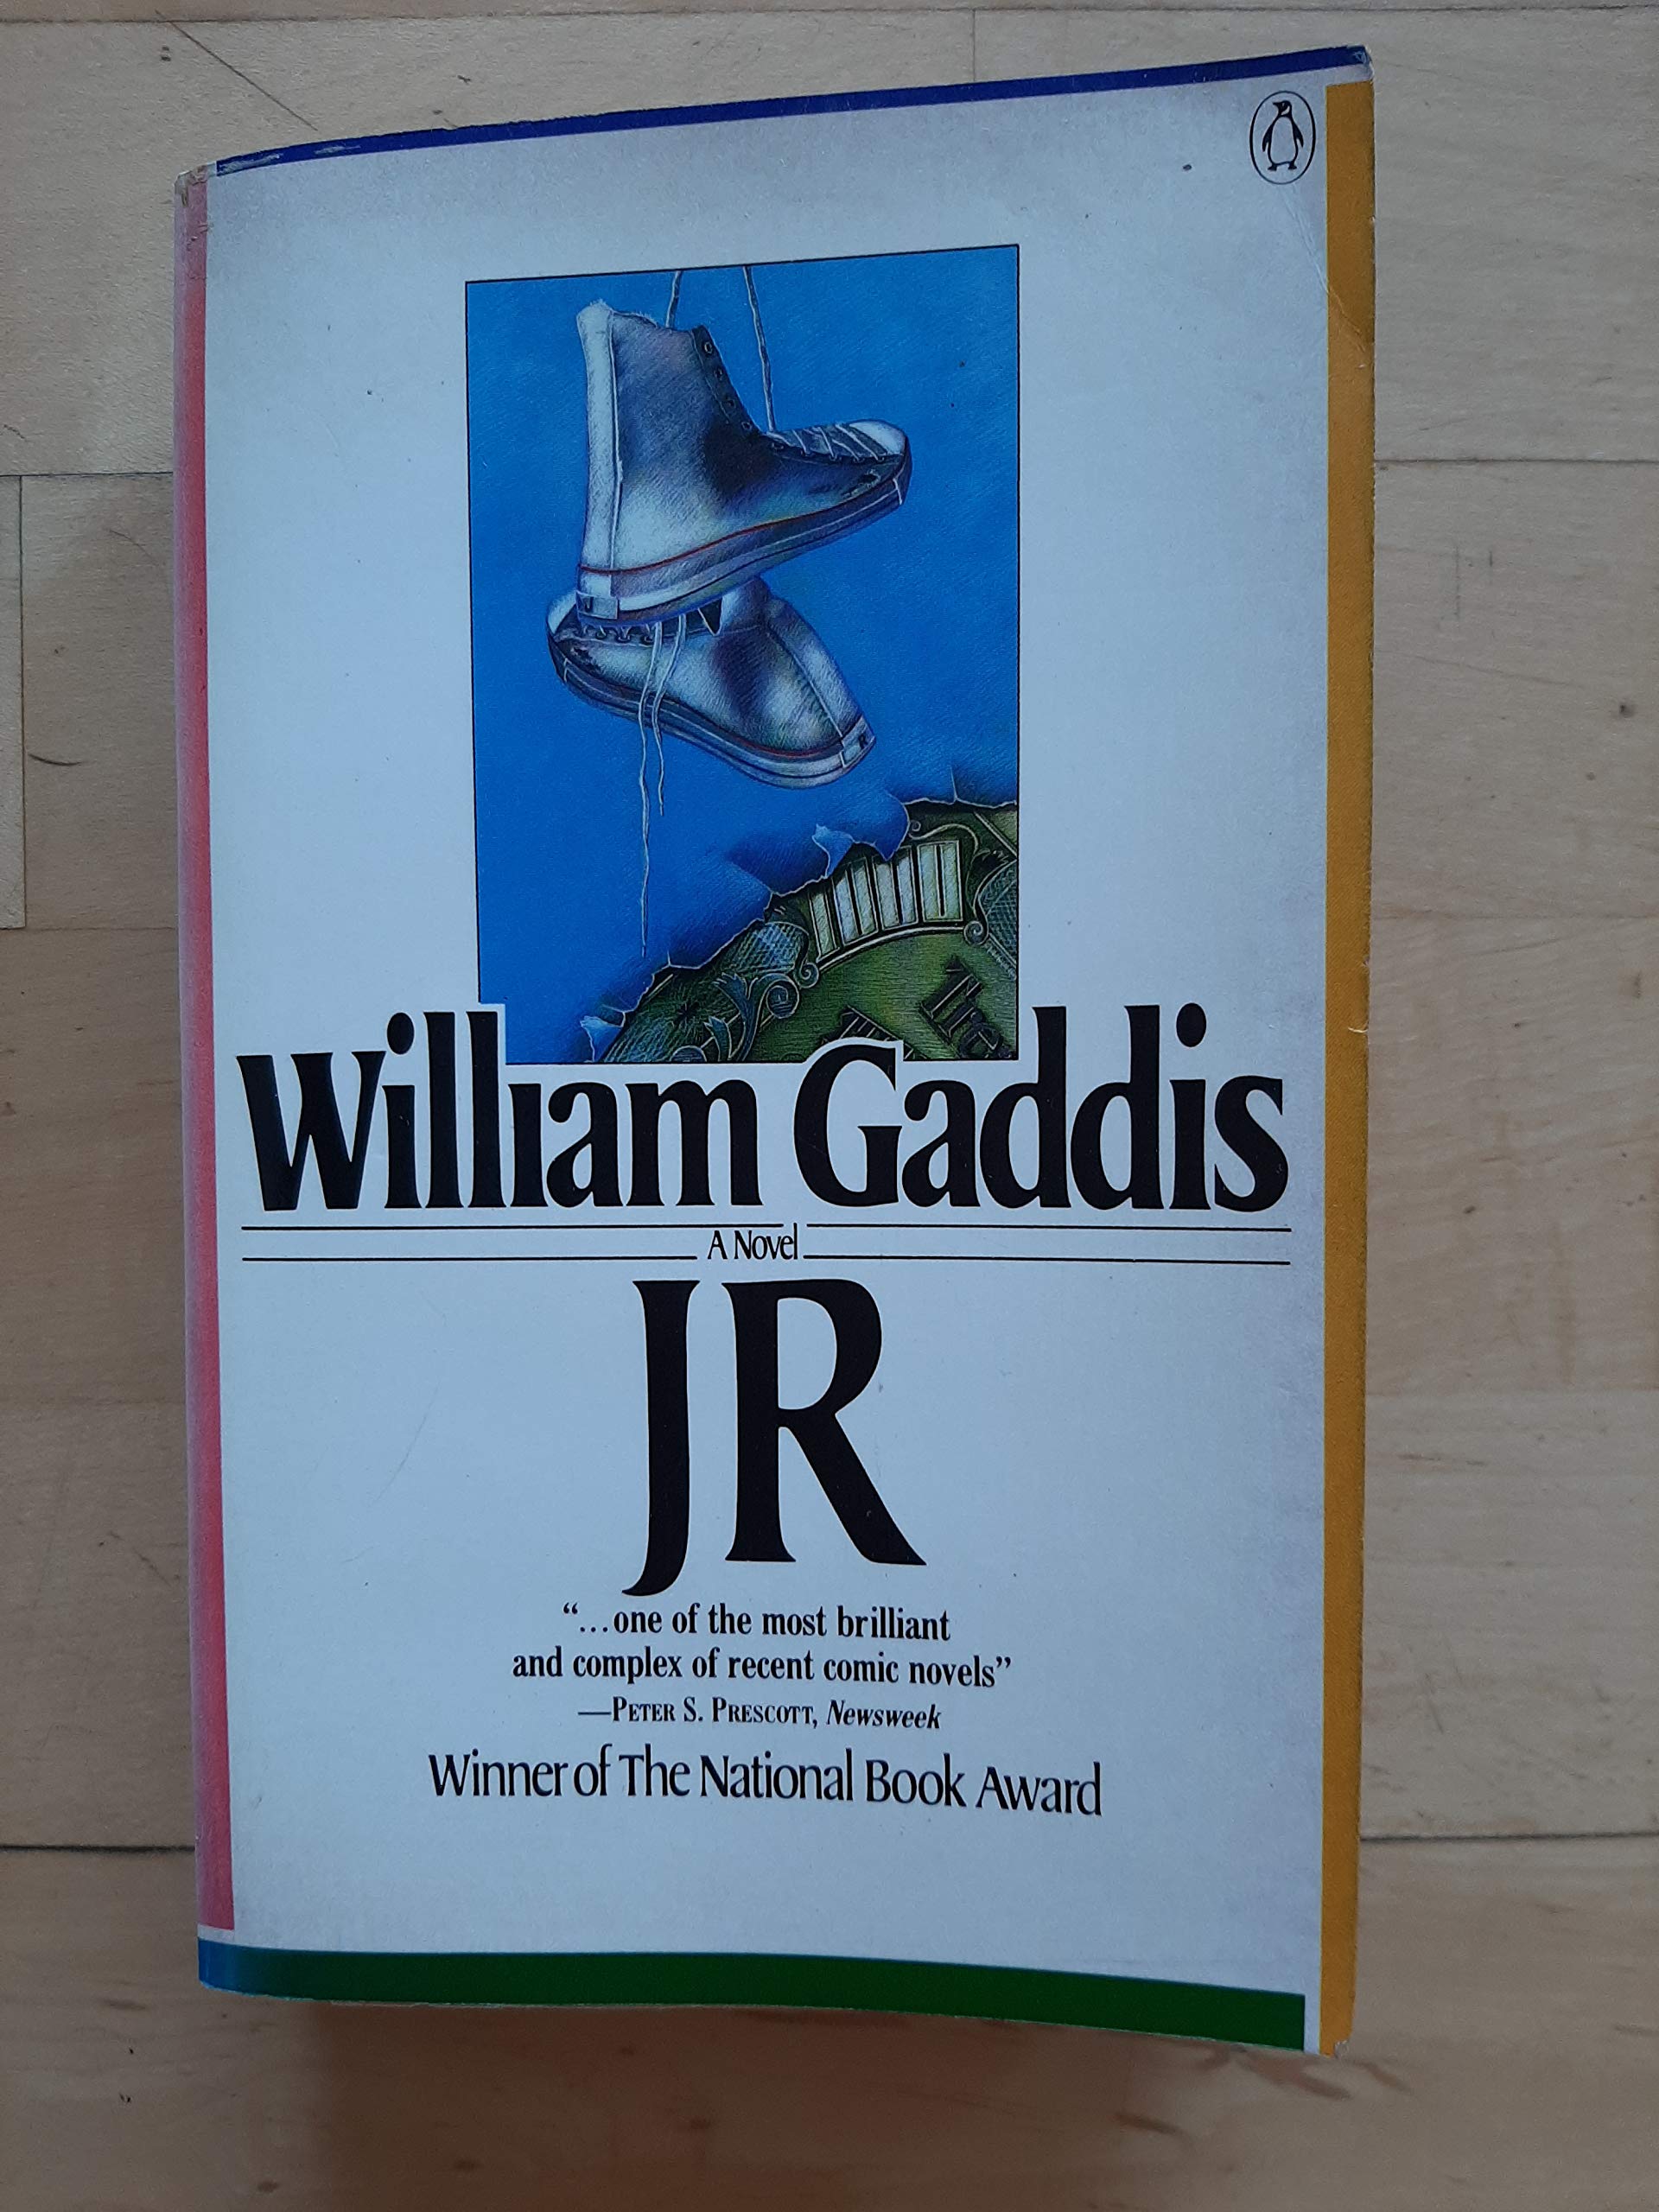 J
R
Trea
William Gaddis
A Novel
JR
“...one of the most brilliant
and complex of recent comic novels”
—PETER S. PRESCOTT, Newsweek
Winner of The National Book Award